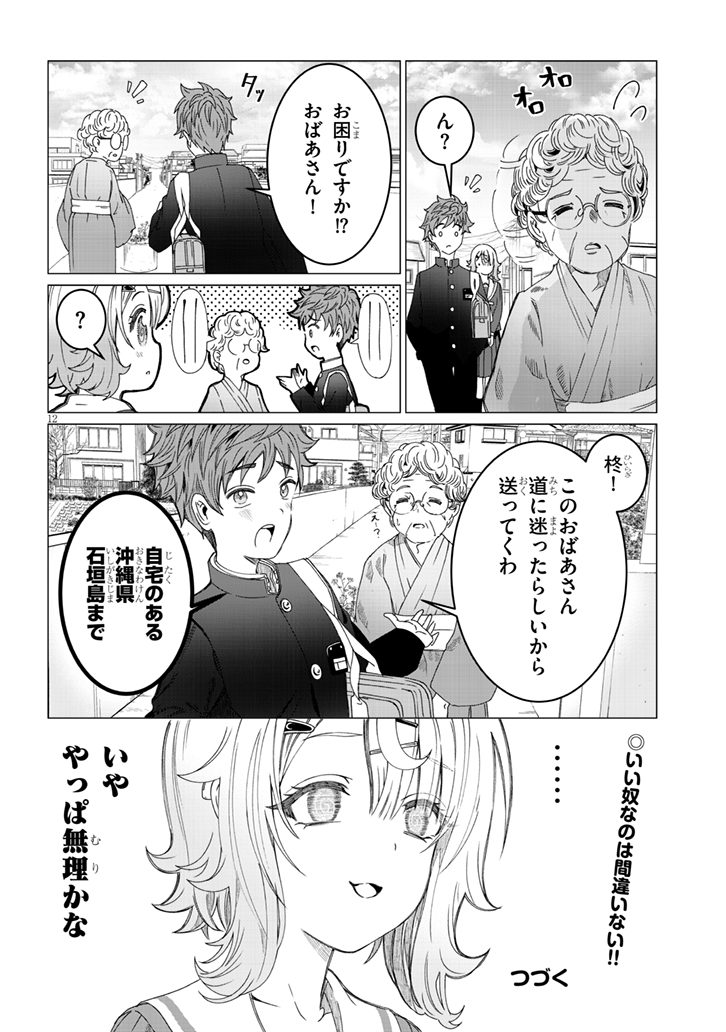 オロ
オロ
ん?
タッ
お困りですか!?
おばあさん!
?
12
柊!
このおばあさん
道に迷ったらしいから
送ってくわ
えっ?
自宅のある
沖縄県
石垣島まで
◎いい奴なのは間違いない!!
……
いや
やっぱ無理かな
つづく